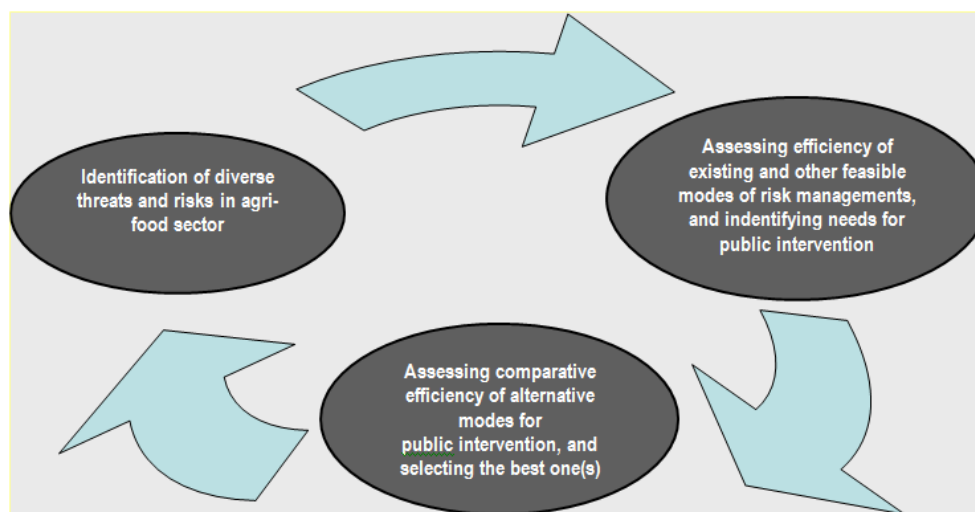 Identification of diverse
threats and risks in agri-
food sector
Assessing efficiency of
existing and other feasible
modes of risk managements,
and indentifying needs for
public intervention
Assessing comparative
efficiency of alternative
modes for
public intervention, and
selecting the best one(s)